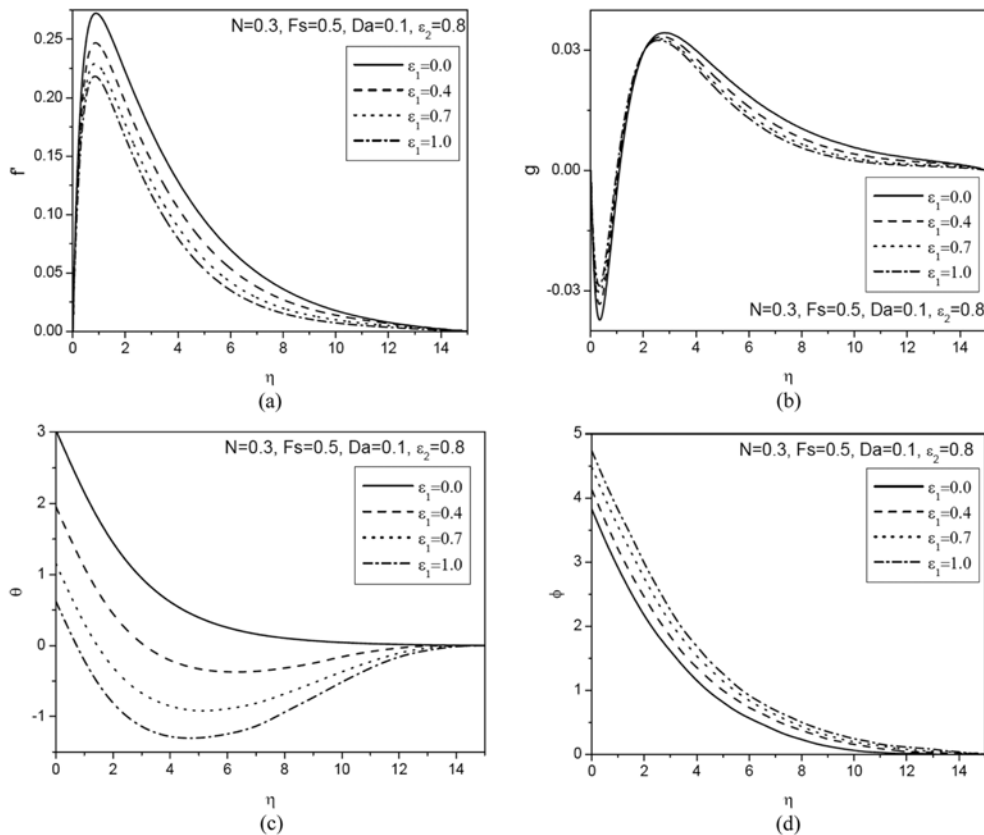 N=0.3, Fs=0.5, Da=0.1, ε₂=0.8
ε₁=0.0
ε₁=0.4
ε₁=0.7
ε₁=1.0
0.25
0.20
0.15
0.10
0.05
0.00
f'
0 2 4 6 8 10 12 14
η
(a)
0.03
0.00
-0.03
g
ε₁=0.0
ε₁=0.4
ε₁=0.7
ε₁=1.0
N=0.3, Fs=0.5, Da=0.1, ε₂=0.8
0 2 4 6 8 10 12 14
η
(b)
N=0.3, Fs=0.5, Da=0.1, ε₂=0.8
ε₁=0.0
ε₁=0.4
ε₁=0.7
ε₁=1.0
3
2
1
0
-1
θ
0 2 4 6 8 10 12 14
η
(c)
N=0.3, Fs=0.5, Da=0.1, ε₂=0.8
ε₁=0.0
ε₁=0.4
ε₁=0.7
ε₁=1.0
5
4
3
2
1
0
ϕ
0 2 4 6 8 10 12 14
η
(d)